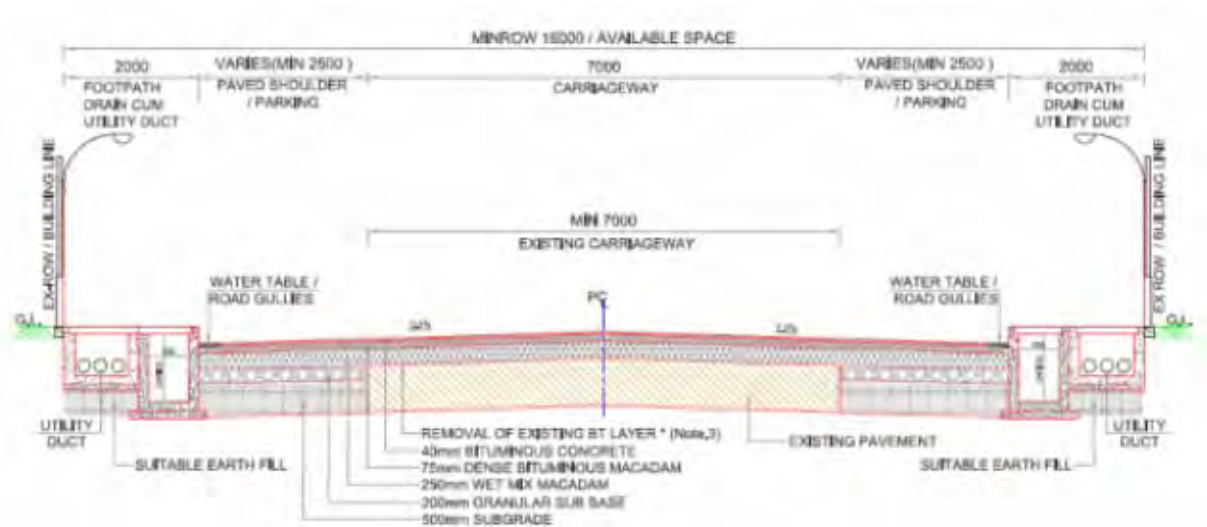 MINROW 16000 / AVAILABLE SPACE
2000
VARIES(MIN 2500 )
7000
VARIES(MIN 2500 )
2000
FOOTPATH
DRAIN CUM
UTILITY DUCT
PAVED SHOULDER
/ PARKING
CARRIAGEWAY
PAVED SHOULDER
/ PARKING
FOOTPATH
DRAIN CUM
UTILITY DUCT
EX-ROW / BUILDING LINE
EX ROW / BUILDING LINE
MIN 7000
EXISTING CARRIAGEWAY
WATER TABLE /
ROAD GULLIES
WATER TABLE /
ROAD GULLIES
G.L.
G.L.
UTILITY
DUCT
UTILITY
DUCT
SUITABLE EARTH FILL
SUITABLE EARTH FILL
EXISTING PAVEMENT
REMOVAL OF EXISTING BT LAYER * (Note,3)
40mm BITUMINOUS CONCRETE
75mm DENSE BITUMINOUS MACADAM
250mm WET MIX MACADAM
200mm GRANULAR SUB BASE
500mm SUBGRADE